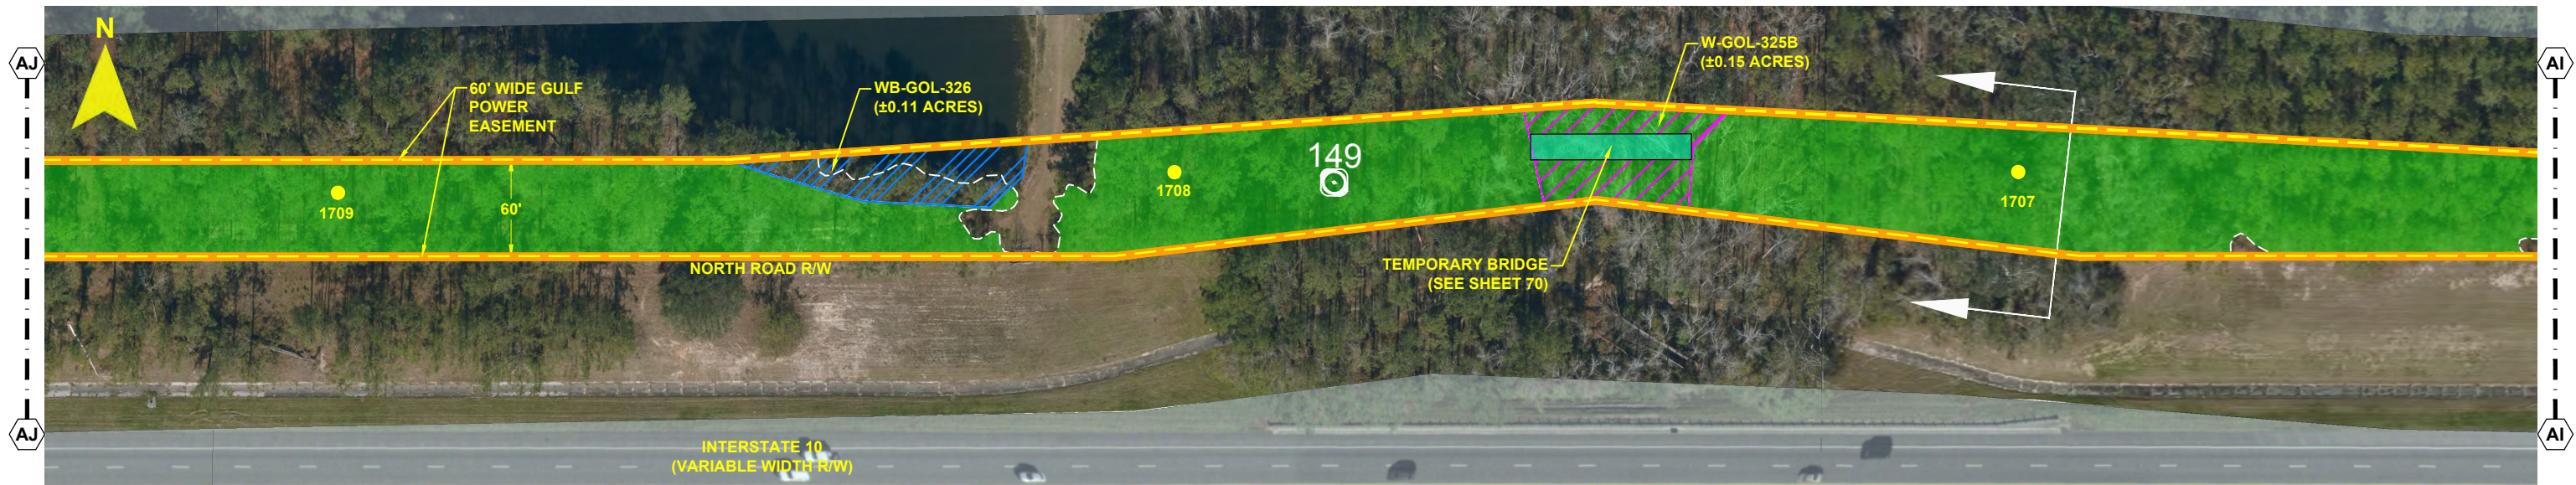 N
AJ
AI
60' WIDE GULF
POWER
EASEMENT
WB-GOL-326
(±0.11 ACRES)
W-GOL-325B
(±0.15 ACRES)
149
1709
60'
1708
1707
NORTH ROAD R/W
TEMPORARY BRIDGE
(SEE SHEET 70)
AJ
AI
INTERSTATE 10
(VARIABLE WIDTH R/W)